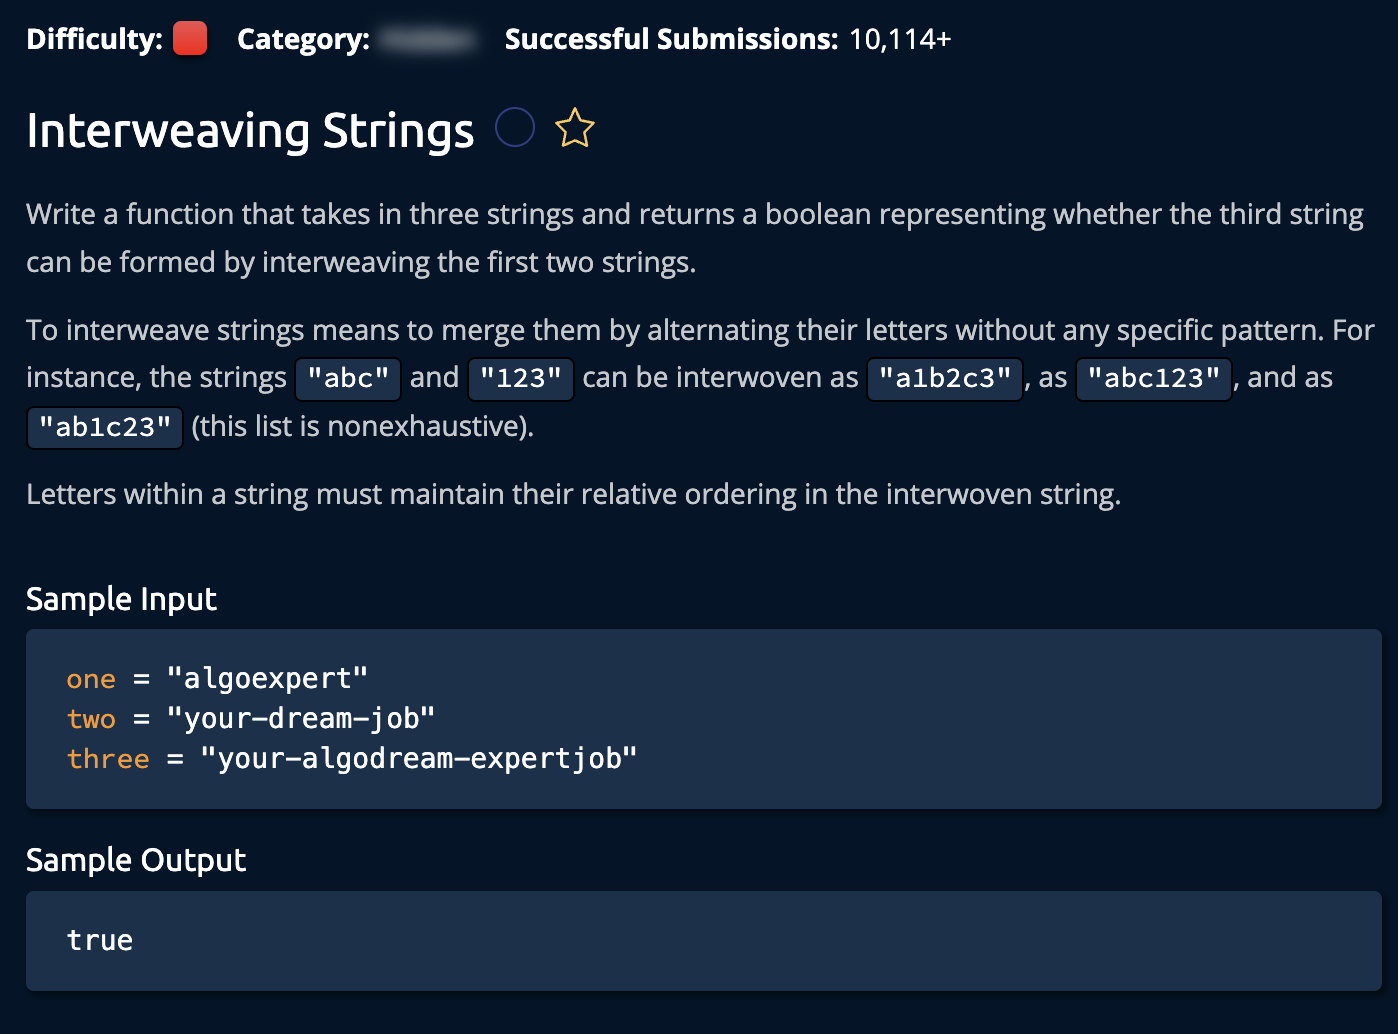 Difficulty: Category: Successful Submissions: 10,114+
Interweaving Strings
Write a function that takes in three strings and returns a boolean representing whether the third string
can be formed by interweaving the first two strings.
To interweave strings means to merge them by alternating their letters without any specific pattern. For
instance, the strings "abc" and "123" can be interwoven as "a1b2c3", as "abc123", and as
"ab1c23" (this list is nonexhaustive).
Letters within a string must maintain their relative ordering in the interwoven string.
Sample Input
one = "algoexpert"
two = "your-dream-job"
three = "your-algodream-expertjob"
Sample Output
true